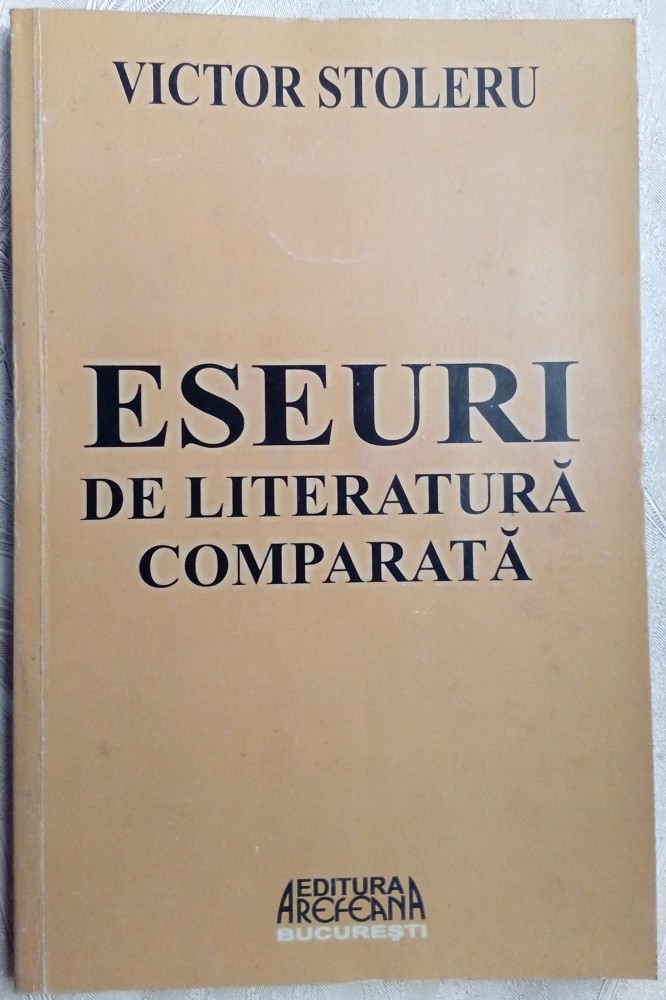 VICTOR STOLERU
ESEURI
DE LITERATURĂ
COMPARATĂ
EDITURA
AREFEANA
BUCUREŞTI